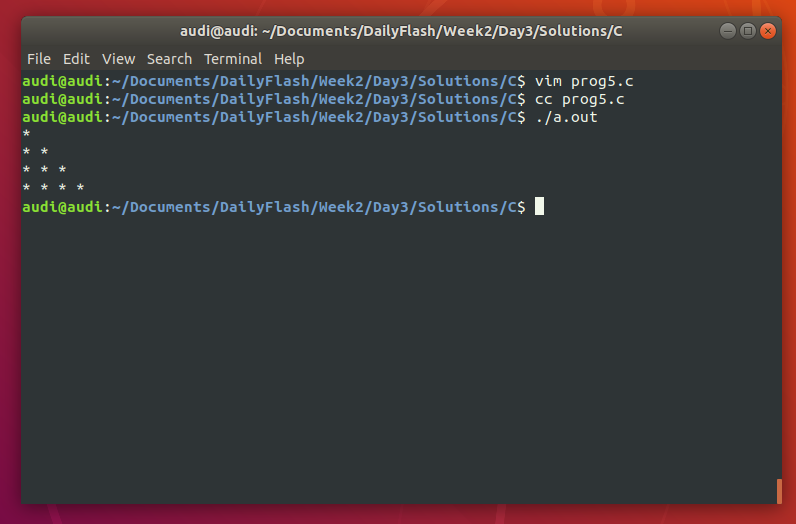 audi@audi: ~/Documents/DailyFlash/Week2/Day3/Solutions/C
File Edit View Search Terminal Help
audi@audi:~/Documents/DailyFlash/Week2/Day3/Solutions/C$ vim prog5.c
audi@audi:~/Documents/DailyFlash/Week2/Day3/Solutions/C$ cc prog5.c
audi@audi:~/Documents/DailyFlash/Week2/Day3/Solutions/C$ ./a.out
*
* *
* * *
* * * *
audi@audi:~/Documents/DailyFlash/Week2/Day3/Solutions/C$